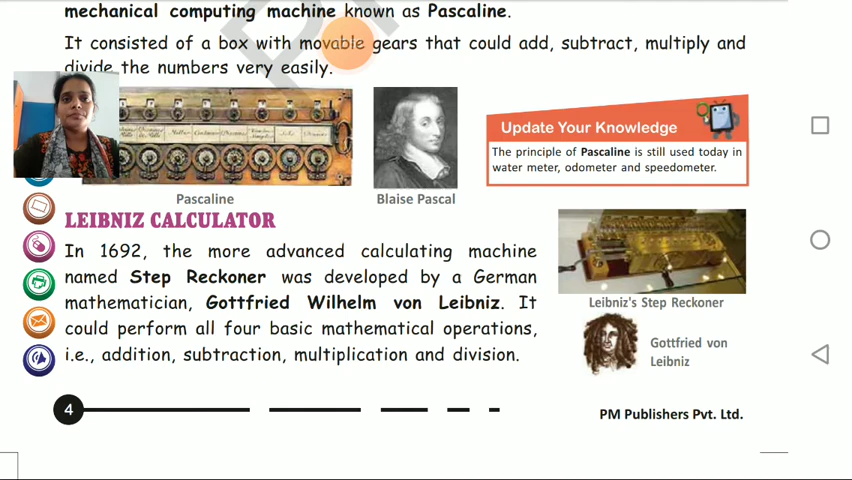 mechanical computing machine known as Pascaline.
It consisted of a box with movable gears that could add, subtract, multiply and
divide the numbers very easily.
Pascaline
Blaise Pascal
Update Your Knowledge
The principle of Pascaline is still used today in
water meter, odometer and speedometer.
LEIBNIZ CALCULATOR
In 1692, the more advanced calculating machine
named Step Reckoner was developed by a German
mathematician, Gottfried Wilhelm von Leibniz. It
could perform all four basic mathematical operations,
i.e., addition, subtraction, multiplication and division.
Leibniz's Step Reckoner
Gottfried von
Leibniz
4
PM Publishers Pvt. Ltd.